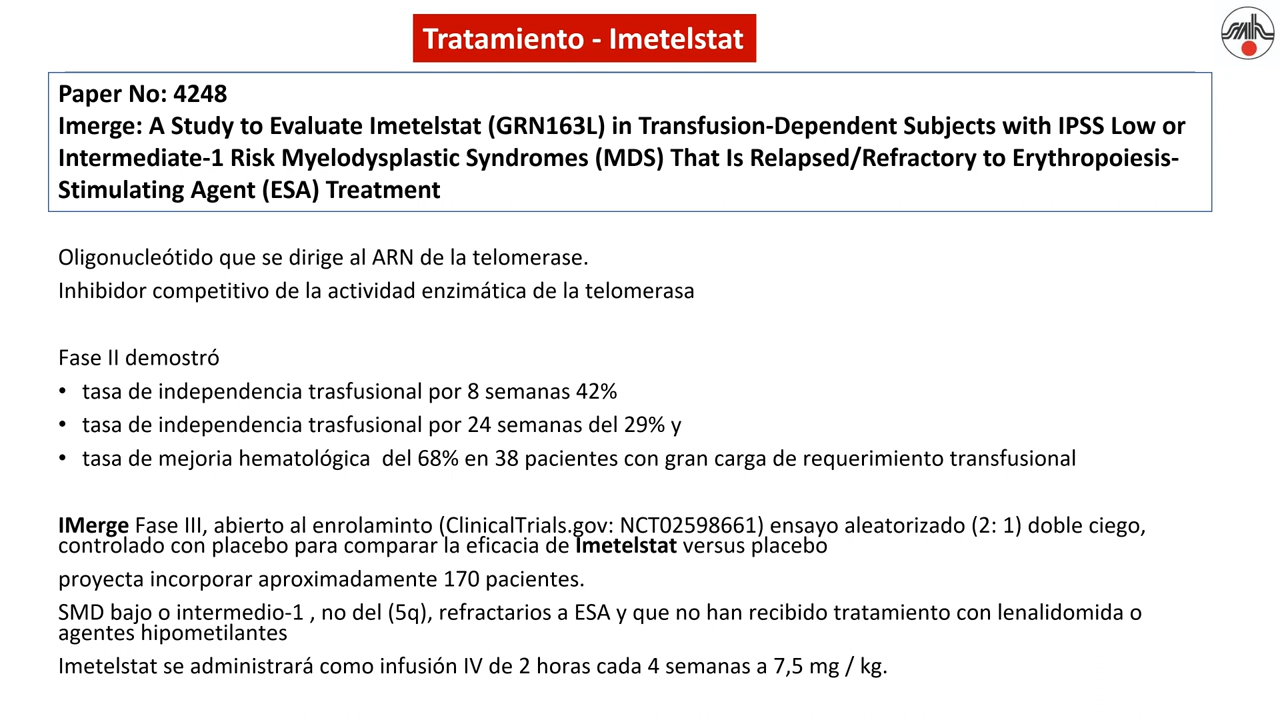 Tratamiento - Imetelstat
Paper No: 4248
Imerge: A Study to Evaluate Imetelstat (GRN163L) in Transfusion-Dependent Subjects with IPSS Low or
Intermediate-1 Risk Myelodysplastic Syndromes (MDS) That Is Relapsed/Refractory to Erythropoiesis-
Stimulating Agent (ESA) Treatment
Oligonucleótido que se dirige al ARN de la telomerase.
Inhibidor competitivo de la actividad enzimática de la telomerasa
Fase II demostró
• tasa de independencia trasfusional por 8 semanas 42%
• tasa de independencia trasfusional por 24 semanas del 29% y
• tasa de mejoria hematológica  del 68% en 38 pacientes con gran carga de requerimiento transfusional
IMerge Fase III, abierto al enrolaminto (ClinicalTrials.gov: NCT02598661) ensayo aleatorizado (2: 1) doble ciego,
controlado con placebo para comparar la eficacia de Imetelstat versus placebo
proyecta incorporar aproximadamente 170 pacientes.
SMD bajo o intermedio-1 , no del (5q), refractarios a ESA y que no han recibido tratamiento con lenalidomida o
agentes hipometilantes
Imetelstat se administrará como infusión IV de 2 horas cada 4 semanas a 7,5 mg / kg.